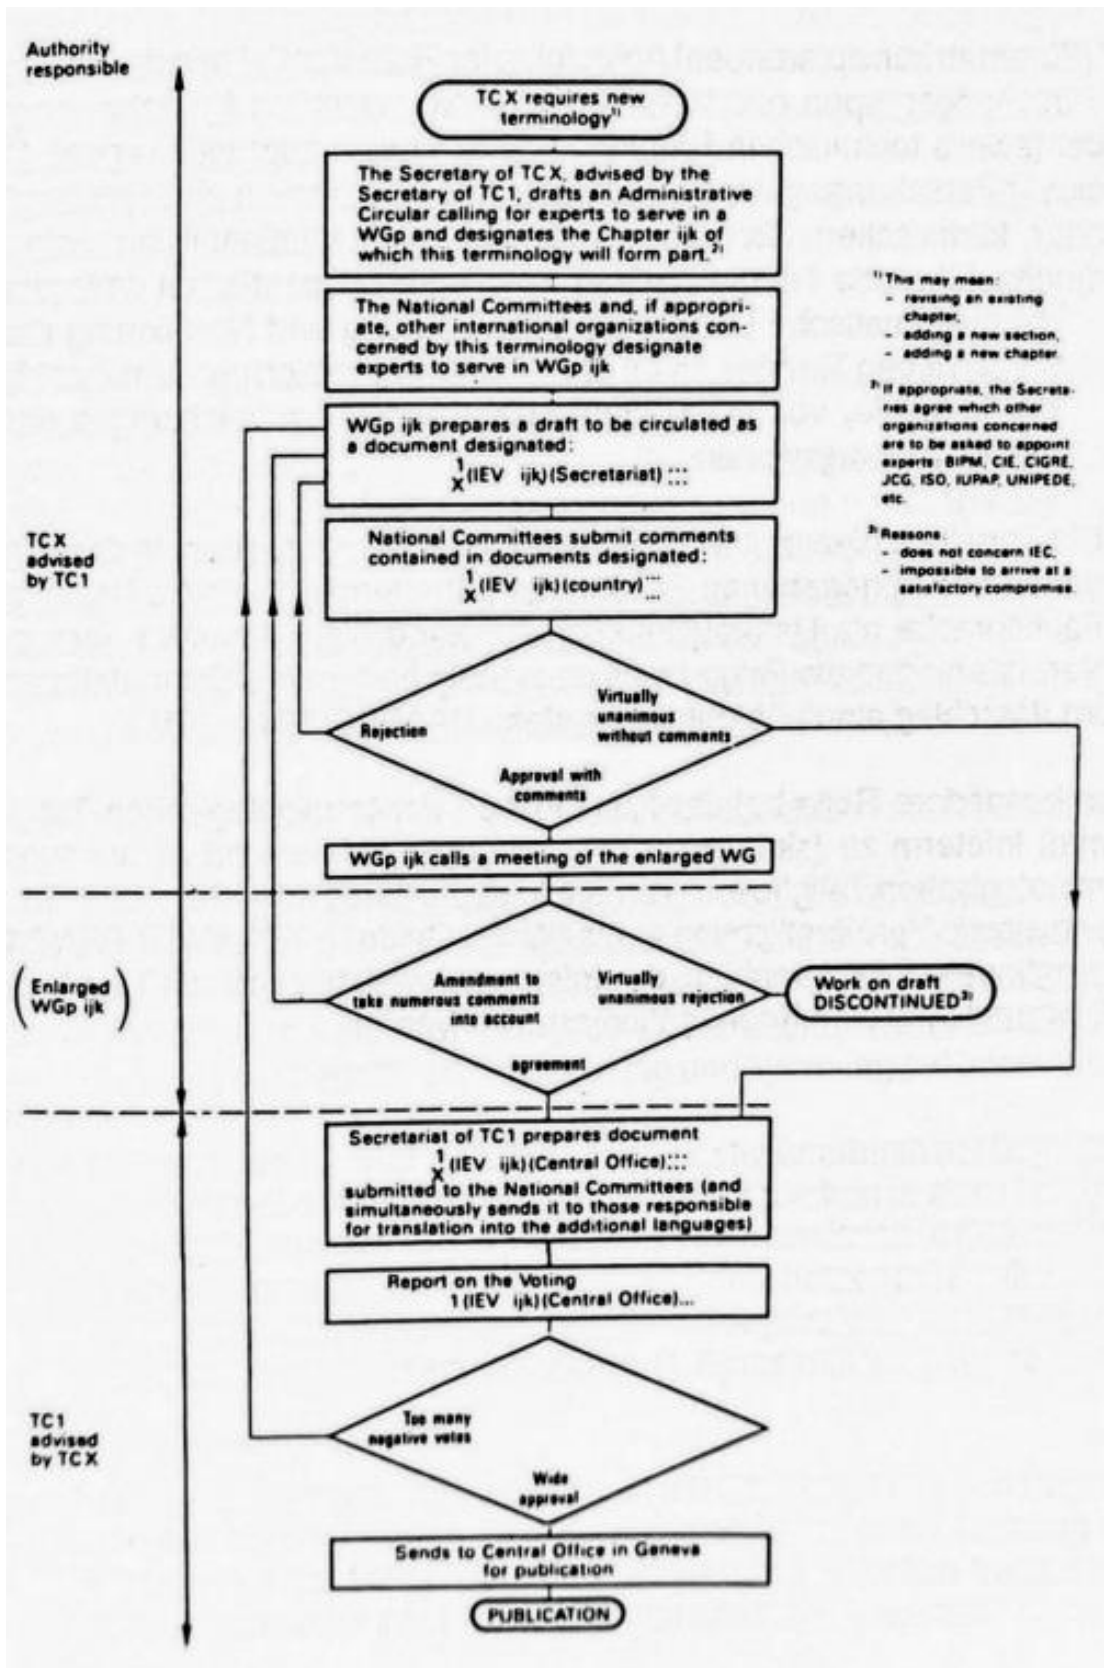 Authority
responsible
TC X requires new
terminology¹⁾
The Secretary of TC X, advised by the
Secretary of TC1, drafts an Administrative
Circular calling for experts to serve in a
WGp and designates the Chapter ijk of
which this terminology will form part.²⁾
The National Committees and, if appropri-
ate, other international organizations con-
cerned by this terminology designate
experts to serve in WGp ijk
¹⁾ This may mean:
– revising an existing
chapter,
– adding a new section,
– adding a new chapter.
²⁾ If appropriate, the Secreta-
ries agree which other
organizations concerned
are to be asked to appoint
experts: BIPM, CIE, CIGRE,
JCG, ISO, IUPAP, UNIPEDE,
etc.
³⁾ Reasons:
– does not concern IEC,
– impossible to arrive at a
satisfactory compromise.
WGp ijk prepares a draft to be circulated as
a document designated:
1
X (IEV ijk)(Secretariat) :::
TC X
advised
by TC1
National Committees submit comments
contained in documents designated:
1
X (IEV ijk)(country) ...
Rejection
Virtually
unanimous
without comments
Approval with
comments
WGp ijk calls a meeting of the enlarged WG
(Enlarged
WGp ijk)
Amendment to
take numerous comments
into account
Virtually
unanimous rejection
agreement
Work on draft
DISCONTINUED³⁾
Secretariat of TC1 prepares document
1
X (IEV ijk)(Central Office) :::
submitted to the National Committees (and
simultaneously sends it to those responsible
for translation into the additional languages)
Report on the Voting
1 (IEV ijk)(Central Office)...
TC1
advised
by TC X
Too many
negative votes
Wide
approval
Sends to Central Office in Geneva
for publication
PUBLICATION